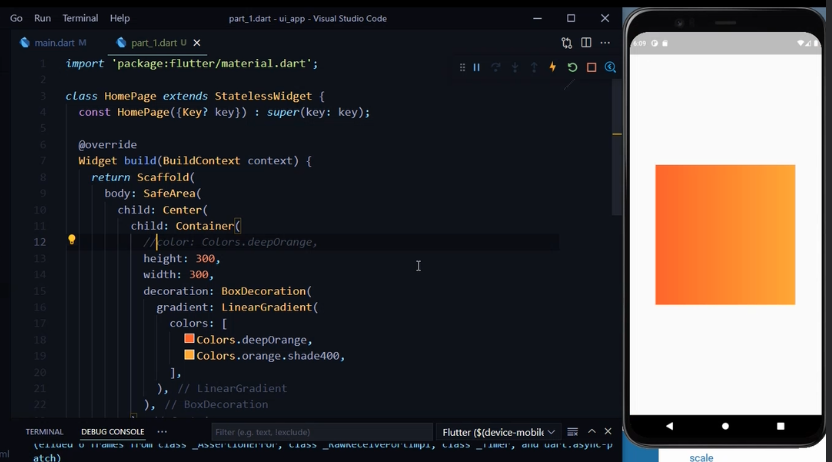 Go Run Terminal Help part_1.dart - ui_app - Visual Studio Code
main.dart M part_1.dart U
1 import 'package:flutter/material.dart';
2
3 class HomePage extends StatelessWidget {
4 const HomePage({Key? key}) : super(key: key);
5
6 @override
7 Widget build(BuildContext context) {
8 return Scaffold(
9 body: SafeArea(
10 child: Center(
11 child: Container(
12 //color: Colors.deepOrange,
13 height: 300,
14 width: 300,
15 decoration: BoxDecoration(
16 gradient: LinearGradient(
17 colors: [
18 Colors.deepOrange,
19 Colors.orange.shade400,
20 ],
21 ), // LinearGradient
22 ), // BoxDecoration
TERMINAL DEBUG CONSOLE ··· Filter (e.g. text, !exclude) Flutter (${device-mobile
(elided 6 frames from class _AssertionError, class _RawReceivePortImpl, class _Timer, and dart:async-p
atch)
ml
6:09
scale